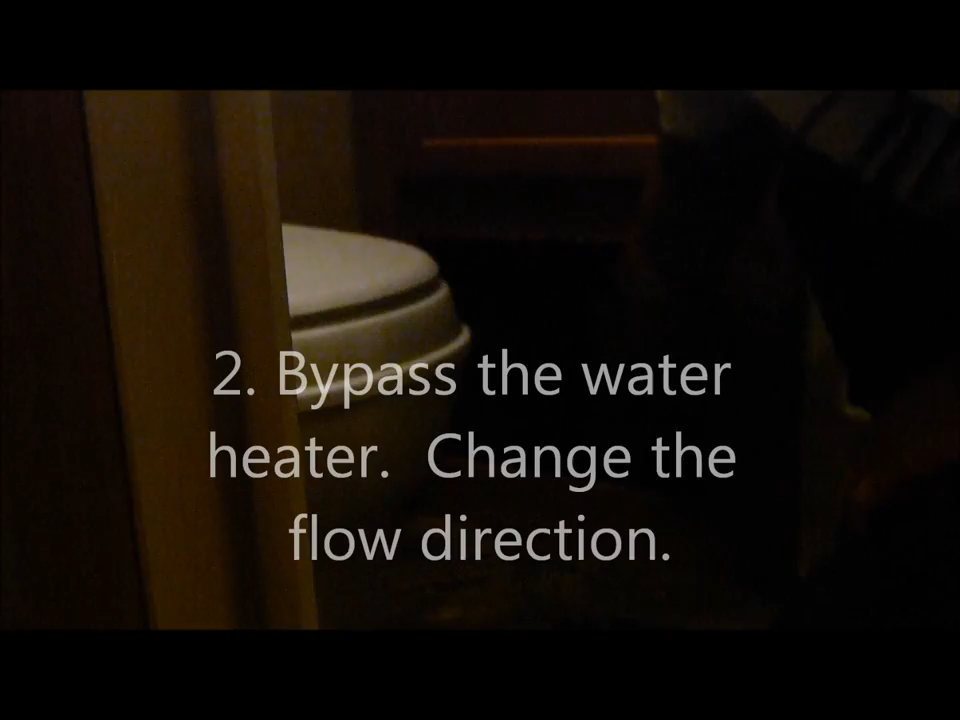 2. Bypass the water
heater.  Change the
flow direction.